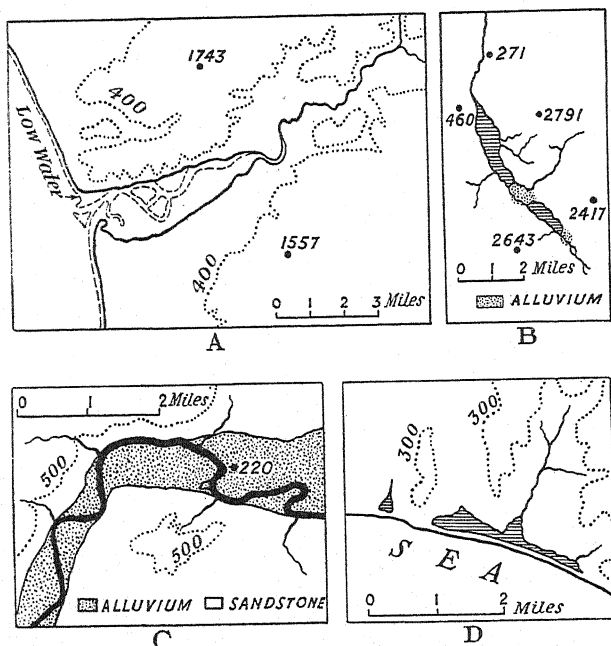 1743
400
Low Water
400
1557
0 1 2 3 Miles
A
271
460
2791
2417
2643
0 1 2
Miles
ALLUVIUM
B
0 1 2 Miles
500
220
500
ALLUVIUM SANDSTONE
C
300
300
SEA
0 1 2 Miles
D